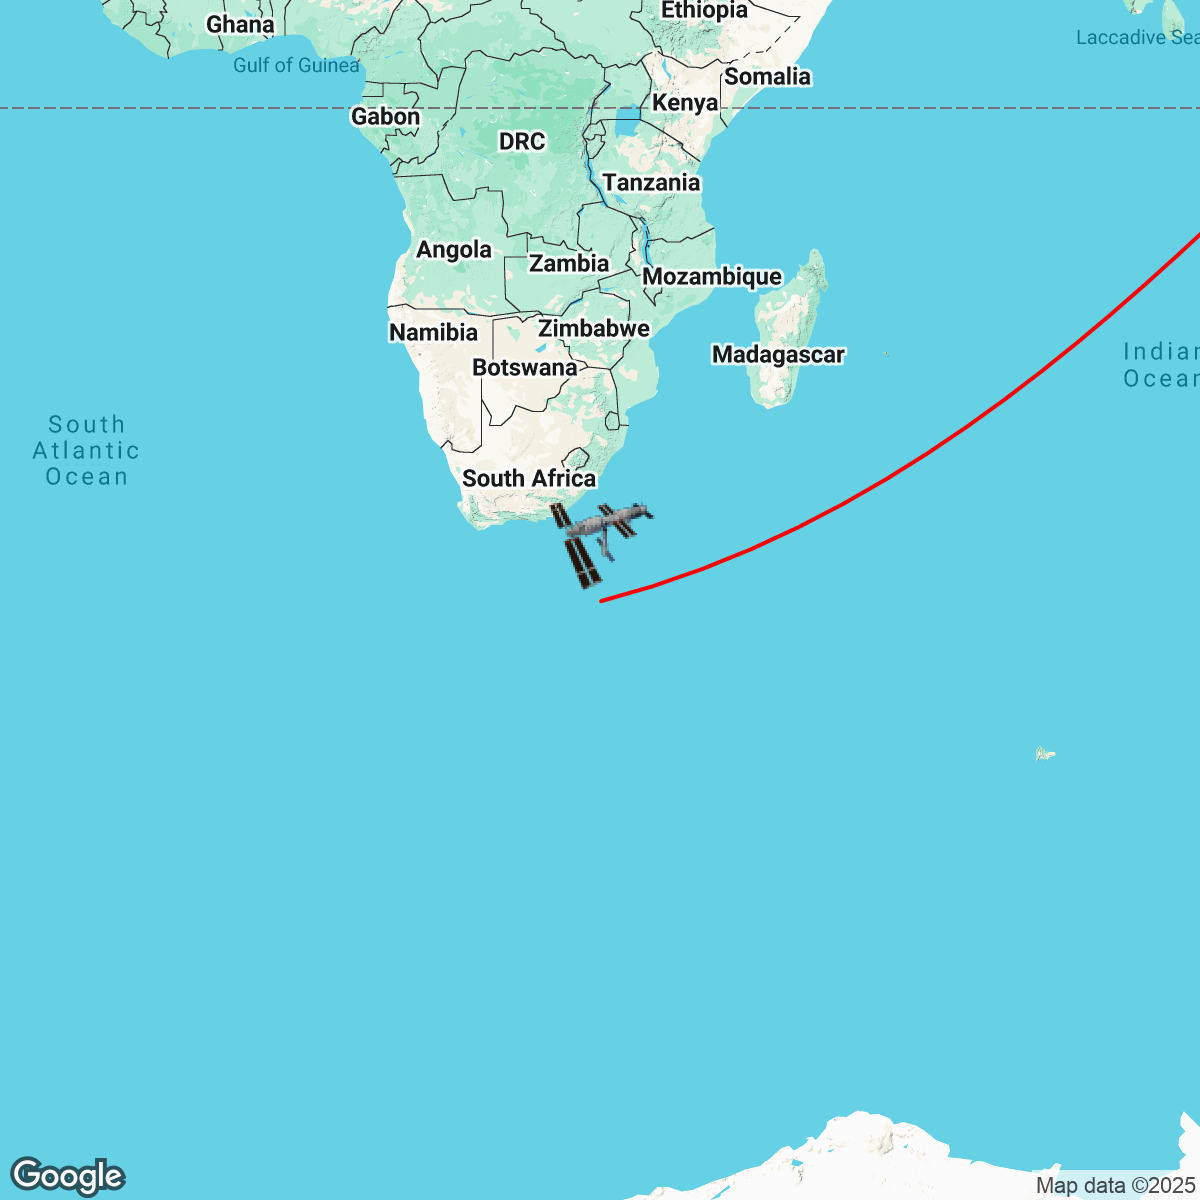 Ethiopia
Ghana
Laccadive Sea
Gulf of Guinea
Somalia
Kenya
Gabon
DRC
Tanzania
Angola
Zambia
Mozambique
Zimbabwe
Namibia
Madagascar
Indian
Ocean
Botswana
South
Atlantic
Ocean
South Africa
Google
Map data ©2025